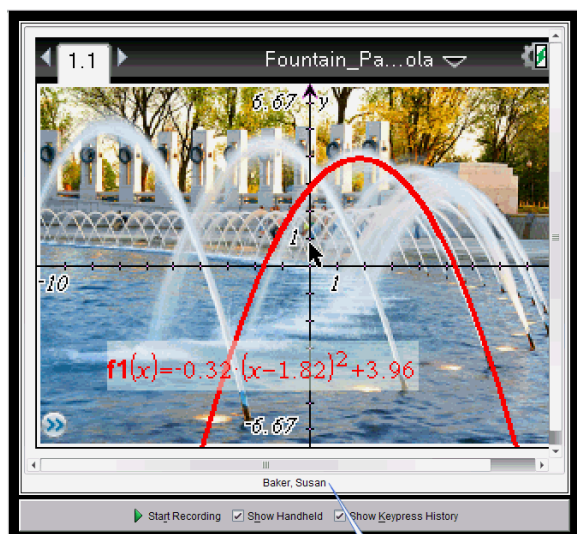 1.1 Fountain_Pa...ola
6.67 y
1
-10 1
f1(x)=-0.32·(x-1.82)²+3.96
-6.67
Baker, Susan
Start Recording Show Handheld Show Keypress History